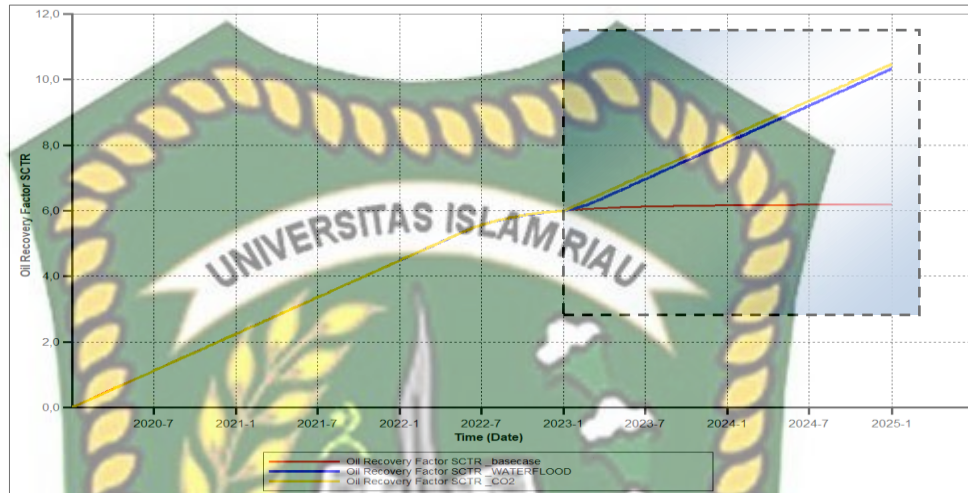 12,0
10,0
8,0
6,0
4,0
2,0
0,0
Oil Recovery Factor SCTR
UNIVERSITAS ISLAM RIAU
2020-7 2021-1 2021-7 2022-1 2022-7 2023-1 2023-7 2024-1 2024-7 2025-1
Time (Date)
Oil Recovery Factor SCTR _basecase
Oil Recovery Factor SCTR _WATERFLOOD
Oil Recovery Factor SCTR _CO2